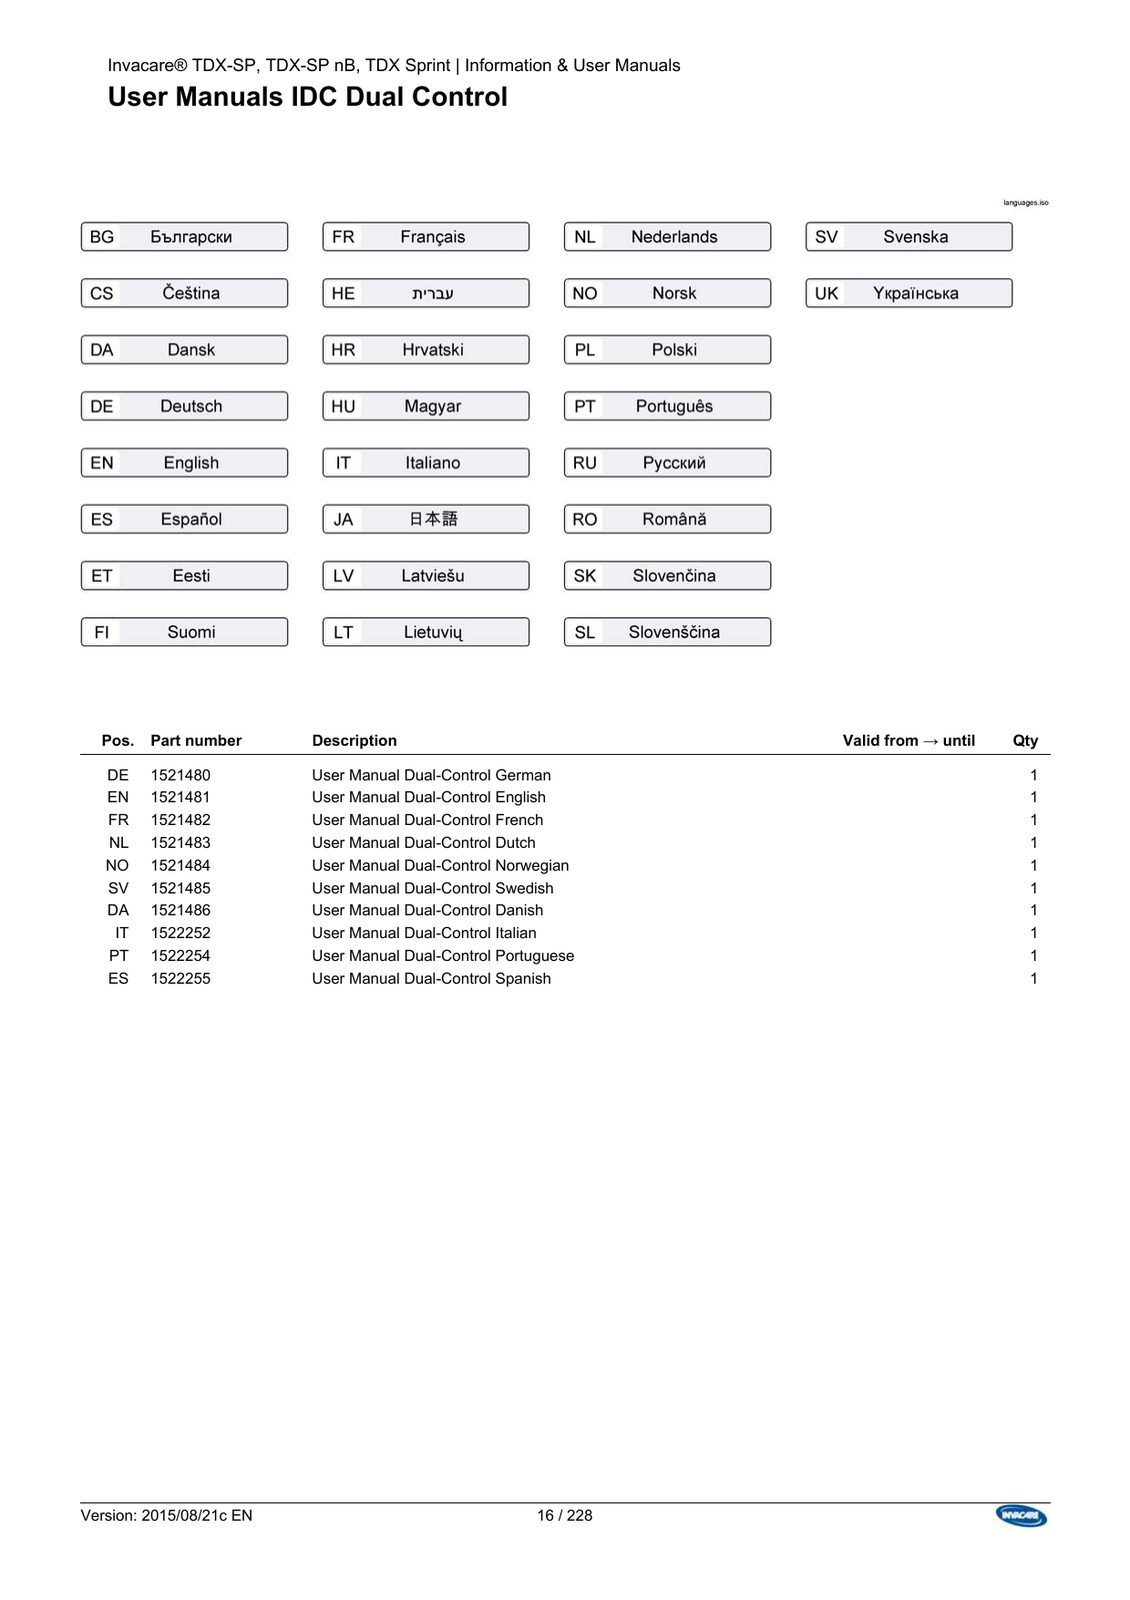 Invacare® TDX-SP, TDX-SP nB, TDX Sprint | Information & User Manuals
User Manuals IDC Dual Control
languages.iso
BG Български FR Français NL Nederlands SV Svenska
CS Čeština HE עברית NO Norsk UK Yкраїнська
DA Dansk HR Hrvatski PL Polski
DE Deutsch HU Magyar PT Português
EN English IT Italiano RU Русский
ES Español JA 日本語 RO Română
ET Eesti LV Latviešu SK Slovenčina
FI Suomi LT Lietuvių SL Slovenščina
Pos. Part number Description Valid from → until Qty
DE 1521480 User Manual Dual-Control German 1
EN 1521481 User Manual Dual-Control English 1
FR 1521482 User Manual Dual-Control French 1
NL 1521483 User Manual Dual-Control Dutch 1
NO 1521484 User Manual Dual-Control Norwegian 1
SV 1521485 User Manual Dual-Control Swedish 1
DA 1521486 User Manual Dual-Control Danish 1
IT 1522252 User Manual Dual-Control Italian 1
PT 1522254 User Manual Dual-Control Portuguese 1
ES 1522255 User Manual Dual-Control Spanish 1
Version: 2015/08/21c EN 16 / 228 INVACARE